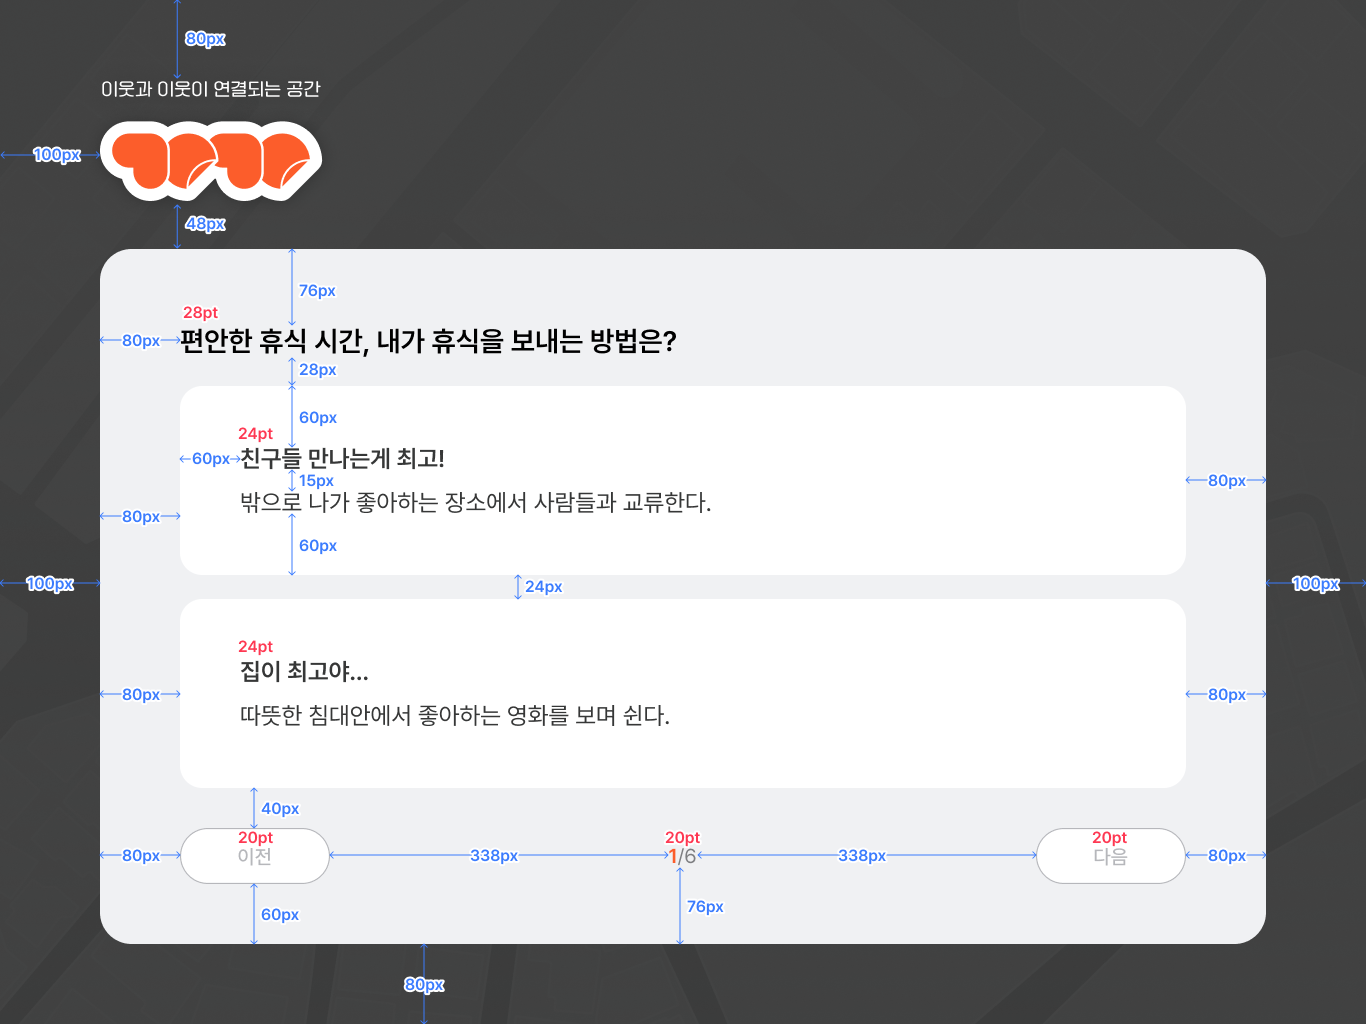 80px
이웃과 이웃이 연결되는 공간
100px
48px
76px
28pt
80px
편안한 휴식 시간, 내가 휴식을 보내는 방법은?
28px
60px
24pt
60px
친구들 만나는게 최고!
15px
80px
밖으로 나가 좋아하는 장소에서 사람들과 교류한다.
80px
60px
100px
24px
100px
24pt
집이 최고야...
80px
80px
따뜻한 침대안에서 좋아하는 영화를 보며 쉰다.
40px
20pt
20pt
20pt
80px
이전
338px
1/6
338px
다음
80px
60px
76px
80px